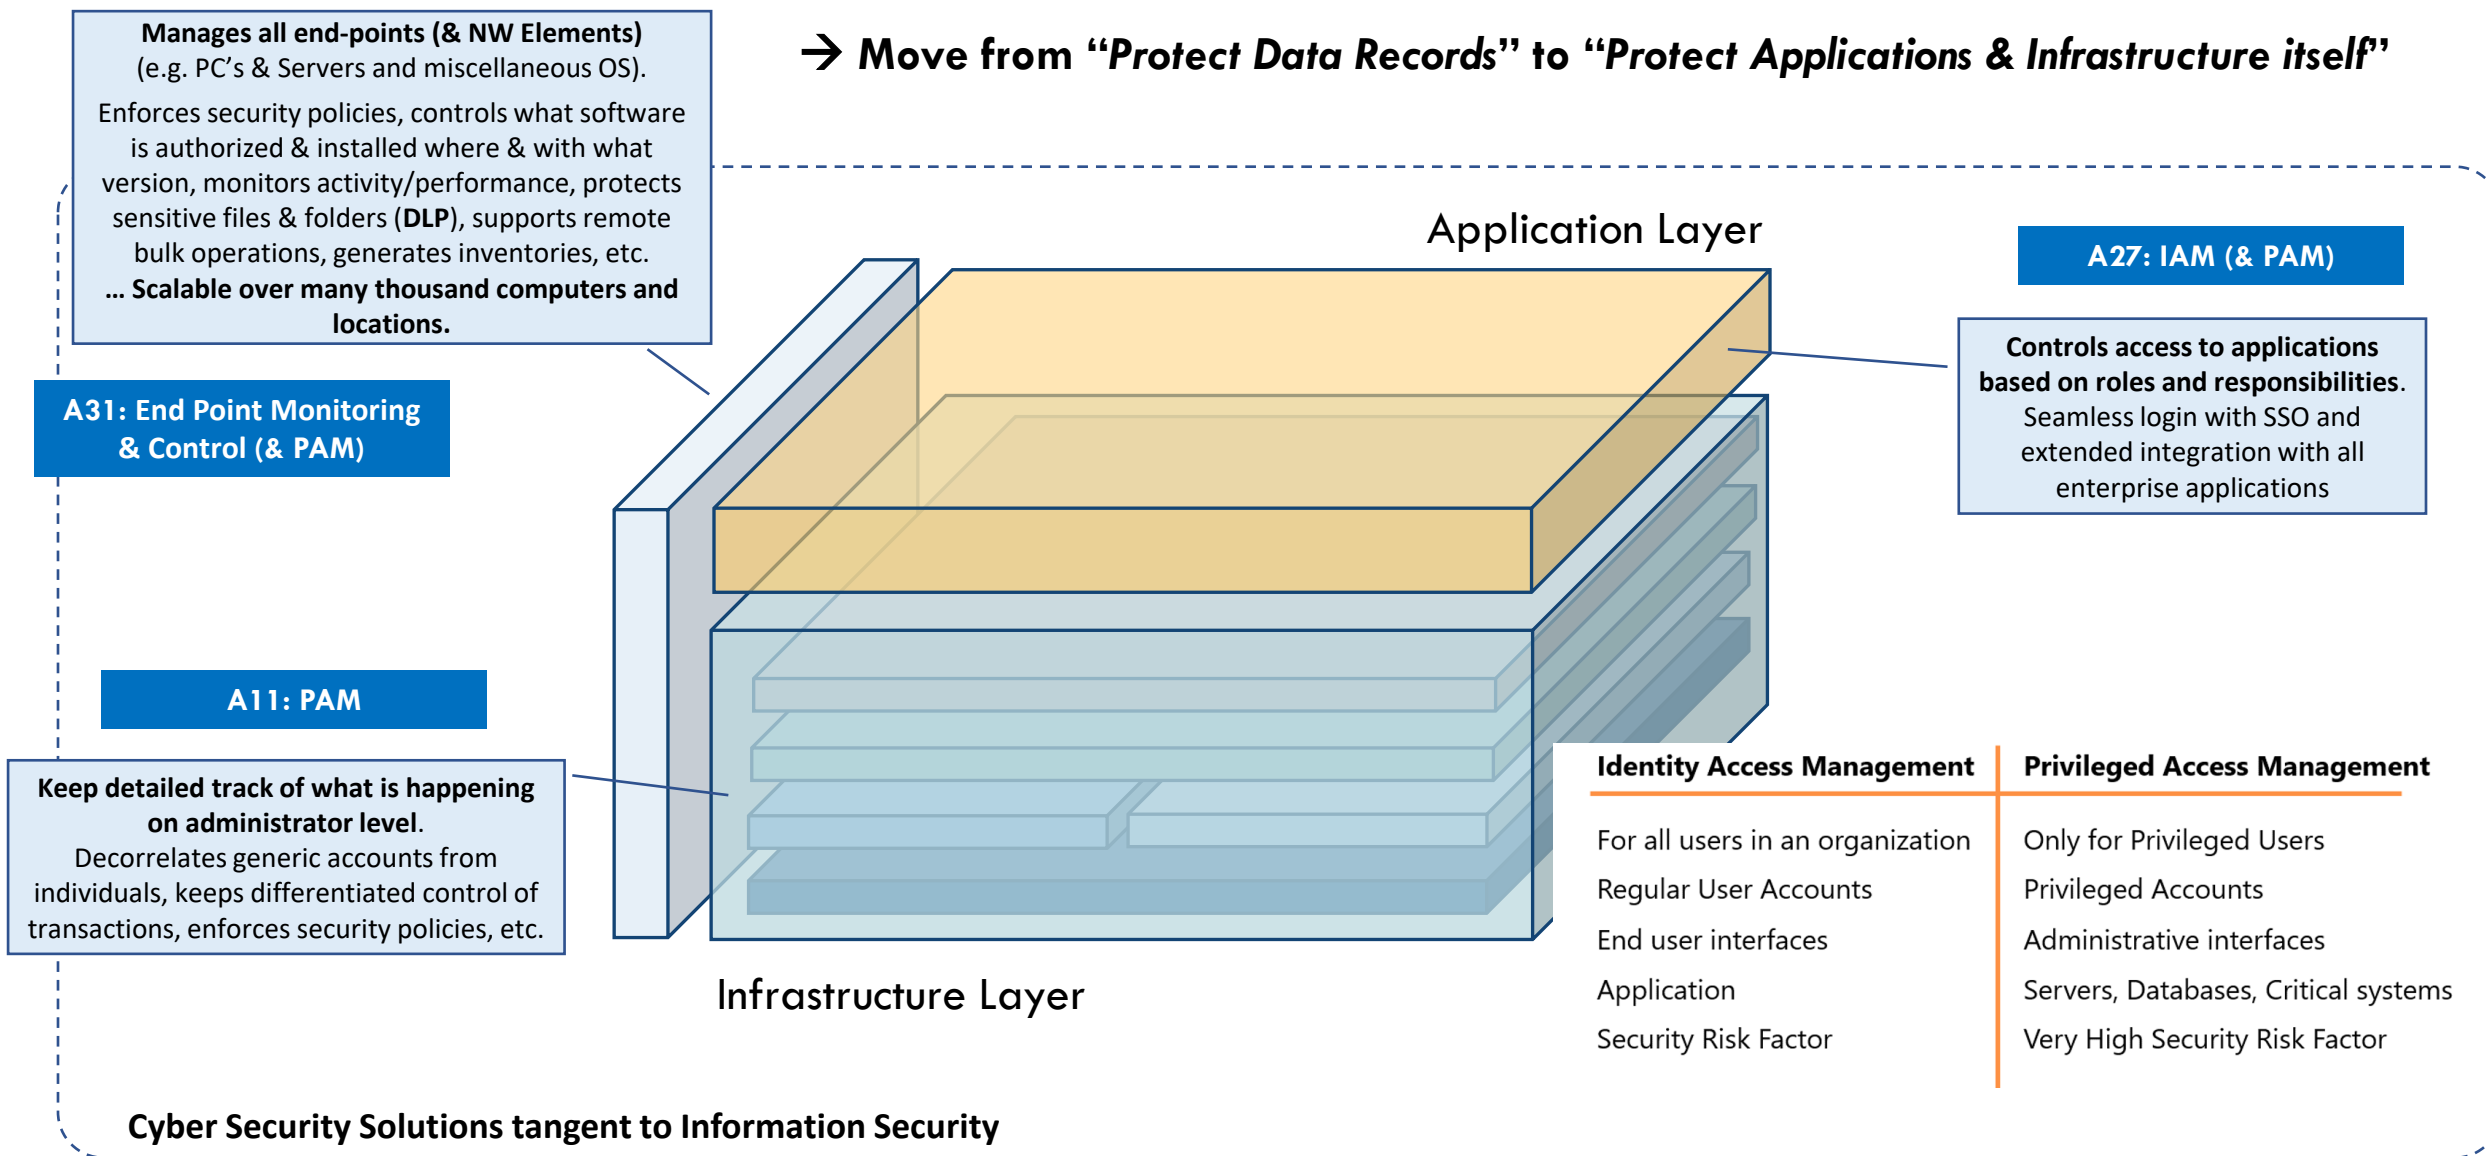 Manages all end-points (& NW Elements)
(e.g. PC's & Servers and miscellaneous OS).
Enforces security policies, controls what software
is authorized & installed where & with what
version, monitors activity/performance, protects
sensitive files & folders (DLP), supports remote
bulk operations, generates inventories, etc.
... Scalable over many thousand computers and
locations.
→ Move from “Protect Data Records” to “Protect Applications & Infrastructure itself”
Application Layer
A27: IAM (& PAM)
Controls access to applications
based on roles and responsibilities.
Seamless login with SSO and
extended integration with all
enterprise applications
A31: End Point Monitoring
& Control (& PAM)
A11: PAM
Keep detailed track of what is happening
on administrator level.
Decorrelates generic accounts from
individuals, keeps differentiated control of
transactions, enforces security policies, etc.
Infrastructure Layer
Identity Access Management Privileged Access Management
For all users in an organization Only for Privileged Users
Regular User Accounts Privileged Accounts
End user interfaces Administrative interfaces
Application Servers, Databases, Critical systems
Security Risk Factor Very High Security Risk Factor
Cyber Security Solutions tangent to Information Security